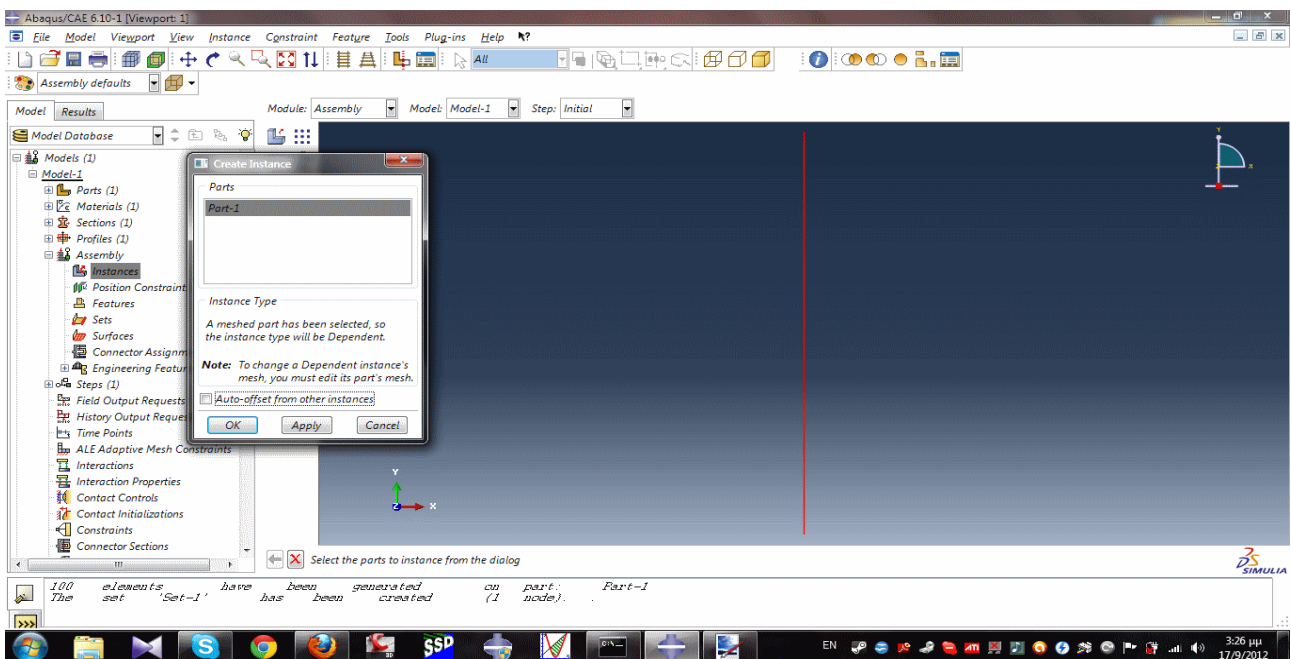 Abaqus/CAE 6.10-1 [Viewport: 1]
File Model Viewport View Instance Constraint Feature Tools Plug-ins Help
All
Assembly defaults
Model Results
Module: Assembly Model: Model-1 Step: Initial
Model Database
Models (1)
Model-1
Parts (1)
Materials (1)
Sections (1)
Profiles (1)
Assembly
Instances
Position Constraint
Features
Sets
Surfaces
Connector Assignm
Engineering Featur
Steps (1)
Field Output Requests
History Output Reques
Time Points
ALE Adaptive Mesh Constraints
Interactions
Interaction Properties
Contact Controls
Contact Initializations
Constraints
Connector Sections
Create Instance
Parts
Part-1
Instance Type
A meshed part has been selected, so
the instance type will be Dependent.
Note: To change a Dependent instance's
mesh, you must edit its part's mesh.
Auto-offset from other instances
OK Apply Cancel
Y
X
Y
Z X
Select the parts to instance from the dialog
SIMULIA
100 elements have been generated on part: Part-1
The set 'Set-1' has been created (1 node).
>>>
SSP
EN
ATI
3:26 μμ
17/9/2012